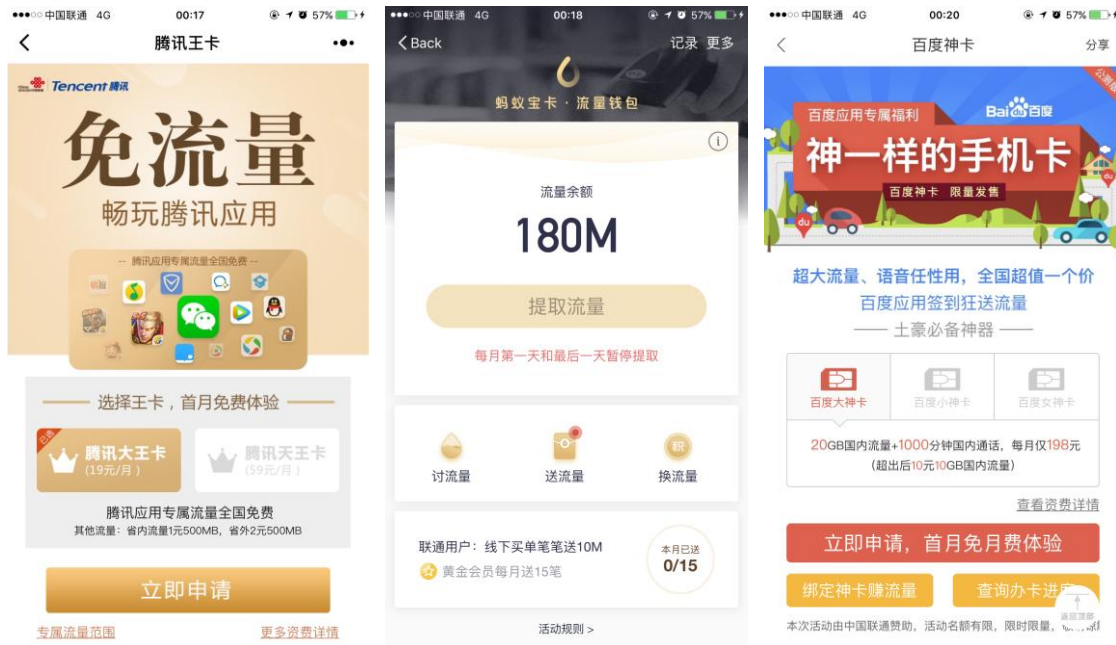 中国联通 4G 00:17 57%
腾讯王卡
Tencent 腾讯
免流量
畅玩腾讯应用
-- 腾讯应用专属流量全国免费 --
选择王卡，首月免费体验
已选
腾讯大王卡
(19元/月)
腾讯天王卡
(59元/月)
腾讯应用专属流量全国免费
其他流量：省内流量1元500MB，省外2元500MB
立即申请
专属流量范围 更多资费详情
中国联通 4G 00:18 57%
Back 记录 更多
蚂蚁宝卡·流量钱包
流量余额
180M
提取流量
每月第一天和最后一天暂停提取
积
讨流量 送流量 换流量
联通用户：线下买单笔笔送10M
黄金会员每月送15笔
本月已送
0/15
活动规则 >
中国联通 4G 00:20 57%
百度神卡 分享
公测版
百度应用专属福利
Bai du 百度
神一样的手机卡
百度神卡 限量发售
du
du
超大流量、语音任性用，全国超值一个价
百度应用签到狂送流量
土豪必备神器
百度大神卡 百度小神卡 百度女神卡
20GB国内流量+1000分钟国内通话，每月仅198元
(超出后10元10GB国内流量)
查看资费详情
立即申请，首月免月费体验
绑定神卡赚流量
查询办卡进度
返回顶部
本次活动由中国联通赞助，活动名额有限，限时限量，